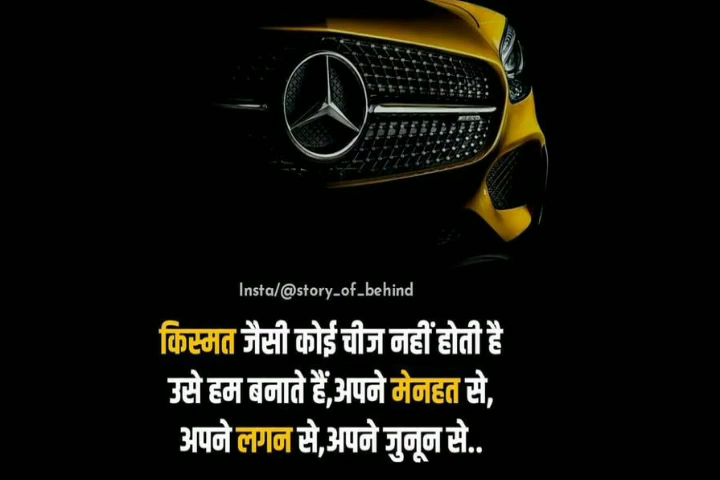 Insta/@story_of_behind
किस्मत जैसी कोई चीज नहीं होती है
उसे हम बनाते हैं,अपने मेनहत से,
अपने लगन से,अपने जुनून से..